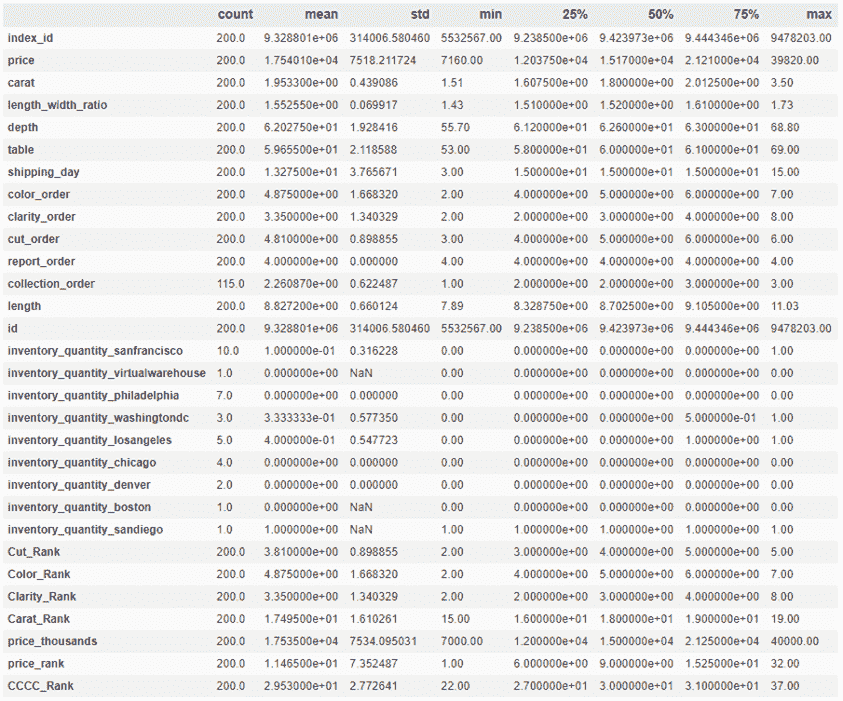 count mean std min 25% 50% 75% max
index_id 200.0 9.328801e+06 314006.580460 5532567.00 9.238500e+06 9.423973e+06 9.444346e+06 9478203.00
price 200.0 1.754010e+04 7518.211724 7160.00 1.203750e+04 1.517000e+04 2.121000e+04 39820.00
carat 200.0 1.953300e+00 0.439086 1.51 1.607500e+00 1.800000e+00 2.012500e+00 3.50
length_width_ratio 200.0 1.552550e+00 0.069917 1.43 1.510000e+00 1.520000e+00 1.610000e+00 1.73
depth 200.0 6.202750e+01 1.928416 55.70 6.120000e+01 6.260000e+01 6.300000e+01 68.80
table 200.0 5.965500e+01 2.118588 53.00 5.800000e+01 6.000000e+01 6.100000e+01 69.00
shipping_day 200.0 1.327500e+01 3.765671 3.00 1.500000e+01 1.500000e+01 1.500000e+01 15.00
color_order 200.0 4.875000e+00 1.668320 2.00 4.000000e+00 5.000000e+00 6.000000e+00 7.00
clarity_order 200.0 3.350000e+00 1.340329 2.00 2.000000e+00 3.000000e+00 4.000000e+00 8.00
cut_order 200.0 4.810000e+00 0.898855 3.00 4.000000e+00 5.000000e+00 6.000000e+00 6.00
report_order 200.0 4.000000e+00 0.000000 4.00 4.000000e+00 4.000000e+00 4.000000e+00 4.00
collection_order 115.0 2.260870e+00 0.622487 1.00 2.000000e+00 2.000000e+00 3.000000e+00 3.00
length 200.0 8.827200e+00 0.660124 7.89 8.328750e+00 8.702500e+00 9.105000e+00 11.03
id 200.0 9.328801e+06 314006.580460 5532567.00 9.238500e+06 9.423973e+06 9.444346e+06 9478203.00
inventory_quantity_sanfrancisco 10.0 1.000000e-01 0.316228 0.00 0.000000e+00 0.000000e+00 0.000000e+00 1.00
inventory_quantity_virtualwarehouse 1.0 0.000000e+00 NaN 0.00 0.000000e+00 0.000000e+00 0.000000e+00 0.00
inventory_quantity_philadelphia 7.0 0.000000e+00 0.000000 0.00 0.000000e+00 0.000000e+00 0.000000e+00 0.00
inventory_quantity_washingtondc 3.0 3.333333e-01 0.577350 0.00 0.000000e+00 0.000000e+00 5.000000e-01 1.00
inventory_quantity_losangeles 5.0 4.000000e-01 0.547723 0.00 0.000000e+00 0.000000e+00 1.000000e+00 1.00
inventory_quantity_chicago 4.0 0.000000e+00 0.000000 0.00 0.000000e+00 0.000000e+00 0.000000e+00 0.00
inventory_quantity_denver 2.0 0.000000e+00 0.000000 0.00 0.000000e+00 0.000000e+00 0.000000e+00 0.00
inventory_quantity_boston 1.0 0.000000e+00 NaN 0.00 0.000000e+00 0.000000e+00 0.000000e+00 0.00
inventory_quantity_sandiego 1.0 1.000000e+00 NaN 1.00 1.000000e+00 1.000000e+00 1.000000e+00 1.00
Cut_Rank 200.0 3.810000e+00 0.898855 2.00 3.000000e+00 4.000000e+00 5.000000e+00 5.00
Color_Rank 200.0 4.875000e+00 1.668320 2.00 4.000000e+00 5.000000e+00 6.000000e+00 7.00
Clarity_Rank 200.0 3.350000e+00 1.340329 2.00 2.000000e+00 3.000000e+00 4.000000e+00 8.00
Carat_Rank 200.0 1.749500e+01 1.610261 15.00 1.600000e+01 1.800000e+01 1.900000e+01 19.00
price_thousands 200.0 1.753500e+04 7534.095031 7000.00 1.200000e+04 1.500000e+04 2.125000e+04 40000.00
price_rank 200.0 1.146500e+01 7.352487 1.00 6.000000e+00 9.000000e+00 1.525000e+01 32.00
CCCC_Rank 200.0 2.953000e+01 2.772641 22.00 2.700000e+01 3.000000e+01 3.100000e+01 37.00